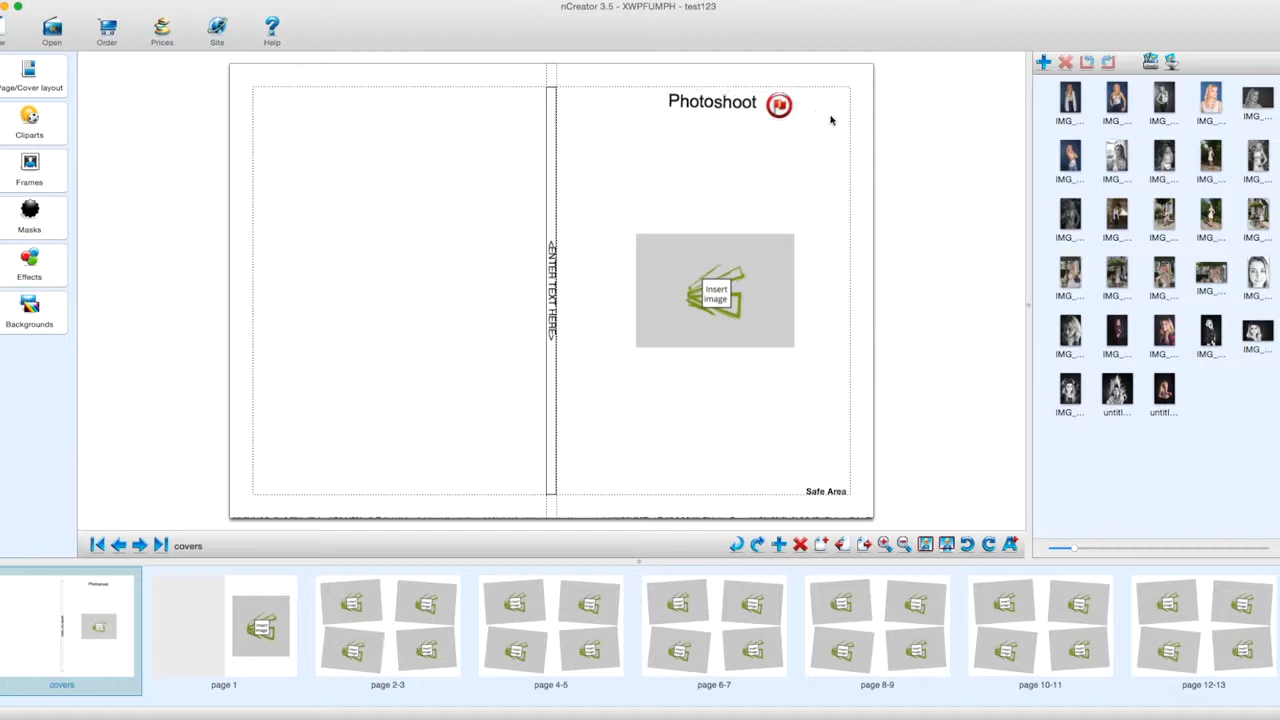 nCreator 3.5 - XWPFUMPH - test123
Open
Order
Prices
Site
Help
Page/Cover layout
Cliparts
Frames
Masks
Effects
Backgrounds
Photoshoot
<ENTER TEXT HERE>
Insert
image
Safe Area
IMG_... IMG_... IMG_... IMG_... IMG_...
IMG_... IMG_... IMG_... IMG_... IMG_...
IMG_... IMG_... IMG_... IMG_... IMG_...
IMG_... IMG_... IMG_... IMG_... IMG_...
IMG_... IMG_... IMG_... IMG_... IMG_...
IMG_... untitl... untitl...
covers
Photoshoot
covers
page 1
page 2-3
page 4-5
page 6-7
page 8-9
page 10-11
page 12-13